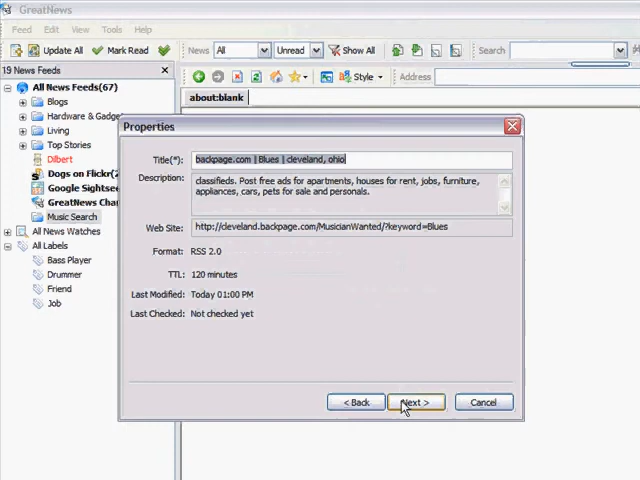 GreatNews
Feed Edit View Tools Help
Update All Mark Read News All Unread Show All Search
19 News Feeds
Style Address
All News Feeds(67)
about:blank
Blogs
Hardware & Gadge
Living
Top Stories
Dilbert
Dogs on Flickr(2
Google Sightsee
GreatNews Cha
Music Search
All News Watches
All Labels
Bass Player
Drummer
Friend
Job
Properties
Title(*): backpage.com | Blues | cleveland, ohio
Description: classifieds. Post free ads for apartments, houses for rent, jobs, furniture,
appliances, cars, pets for sale and personals.
Web Site: http://cleveland.backpage.com/MusicianWanted/?keyword=Blues
Format: RSS 2.0
TTL: 120 minutes
Last Modified: Today 01:00 PM
Last Checked: Not checked yet
< Back Next > Cancel